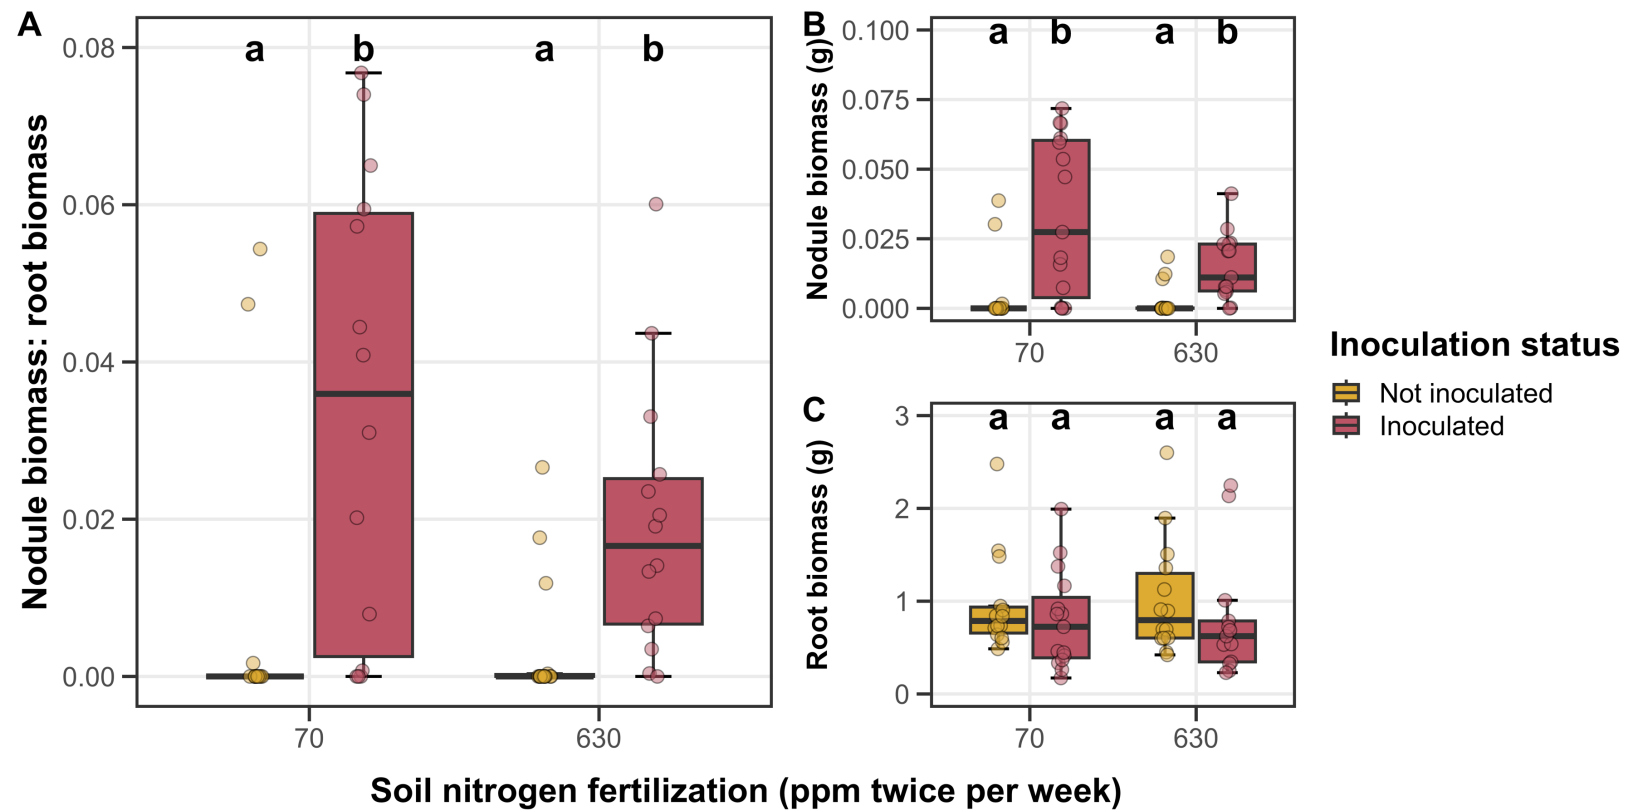 A
Nodule biomass: root biomass
0.08
0.06
0.04
0.02
0.00
a
b
a
b
70
630
B
Nodule biomass (g)
0.100
0.075
0.050
0.025
0.000
a
b
a
b
70
630
C
Root biomass (g)
3
2
1
0
a
a
a
a
70
630
Soil nitrogen fertilization (ppm twice per week)
Inoculation status
Not inoculated
Inoculated